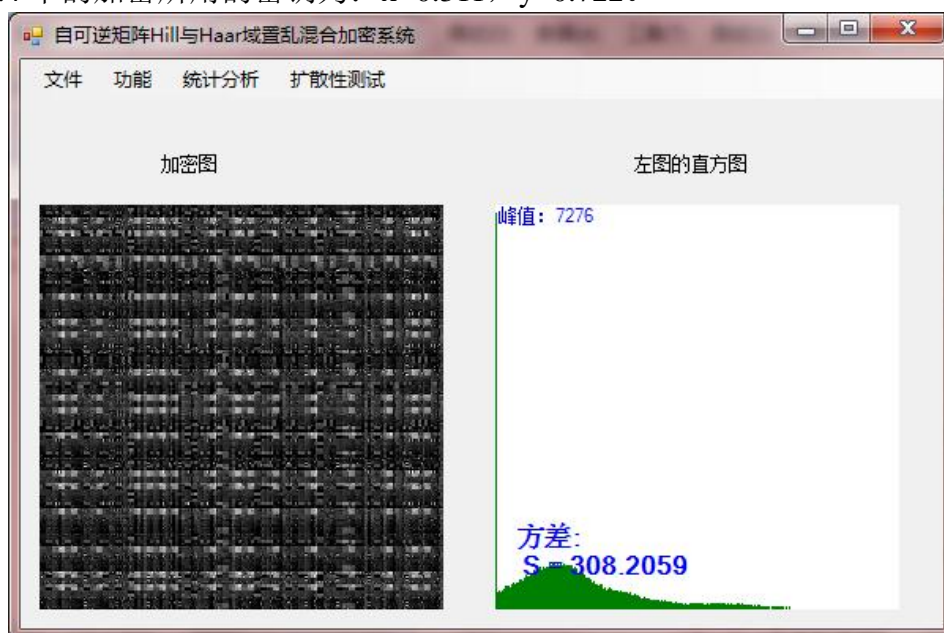 自可逆矩阵Hill与Haar域置乱混合加密系统
文件 功能 统计分析 扩散性测试
加密图 左图的直方图
峰值：7276
方差:
S = 308.2059